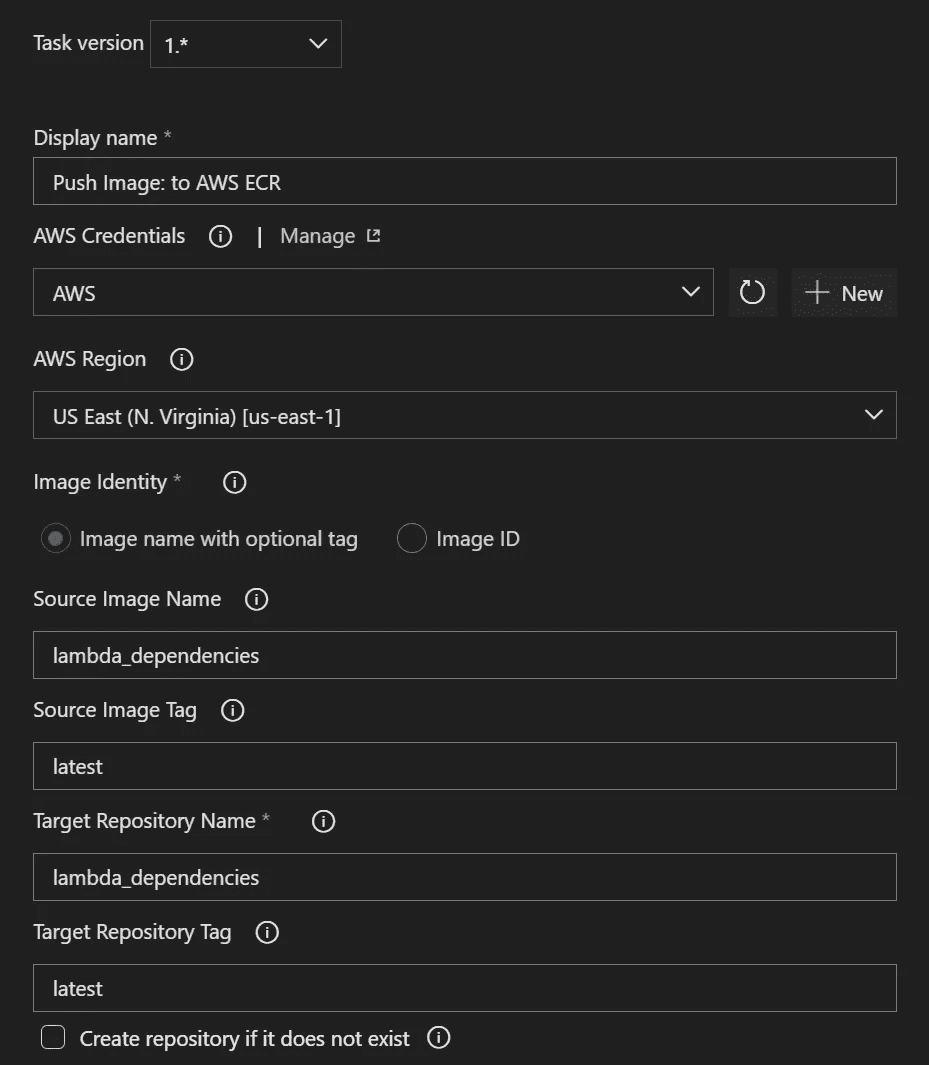 Task version 1.*
Display name *
Push Image: to AWS ECR
AWS Credentials | Manage
AWS + New
AWS Region
US East (N. Virginia) [us-east-1]
Image Identity *
Image name with optional tag Image ID
Source Image Name
lambda_dependencies
Source Image Tag
latest
Target Repository Name *
lambda_dependencies
Target Repository Tag
latest
Create repository if it does not exist